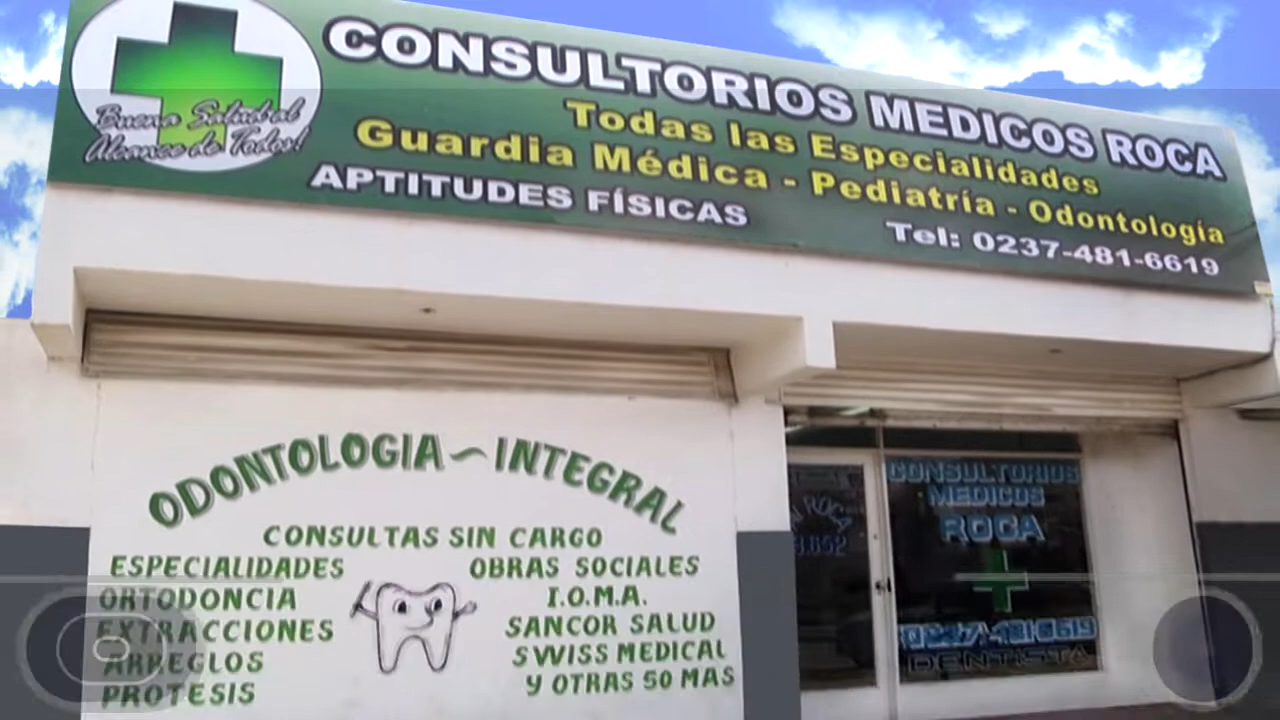 CONSULTORIOS MEDICOS ROCA
Todas las Especialidades
Guardia Médica - Pediatría - Odontología
APTITUDES FÍSICAS
Tel: 0237-481-6619
Buena Salud al
Alcance de Todos!
ODONTOLOGIA ~ INTEGRAL
CONSULTAS SIN CARGO
ESPECIALIDADES
ORTODONCIA
EXTRACCIONES
ARREGLOS
PROTESIS
OBRAS SOCIALES
I.O.M.A.
SANCOR SALUD
SWISS MEDICAL
Y OTRAS 50 MAS
ROCA
CONSULTORIOS
MEDICOS
ROCA
0237-481-6619
DENTISTA